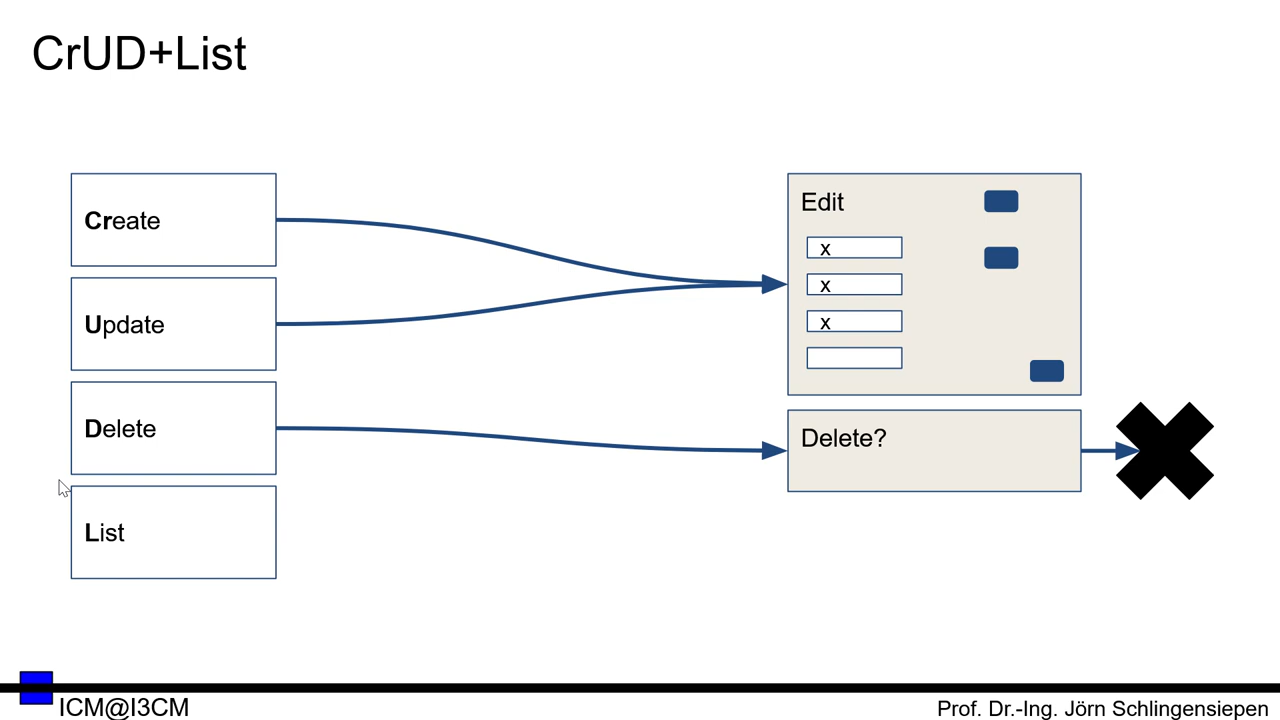 CrUD+List
Create
Update
Delete
List
Edit
x
x
x
Delete?
ICM@I3CM
Prof. Dr.-Ing. Jörn Schlingensiepen